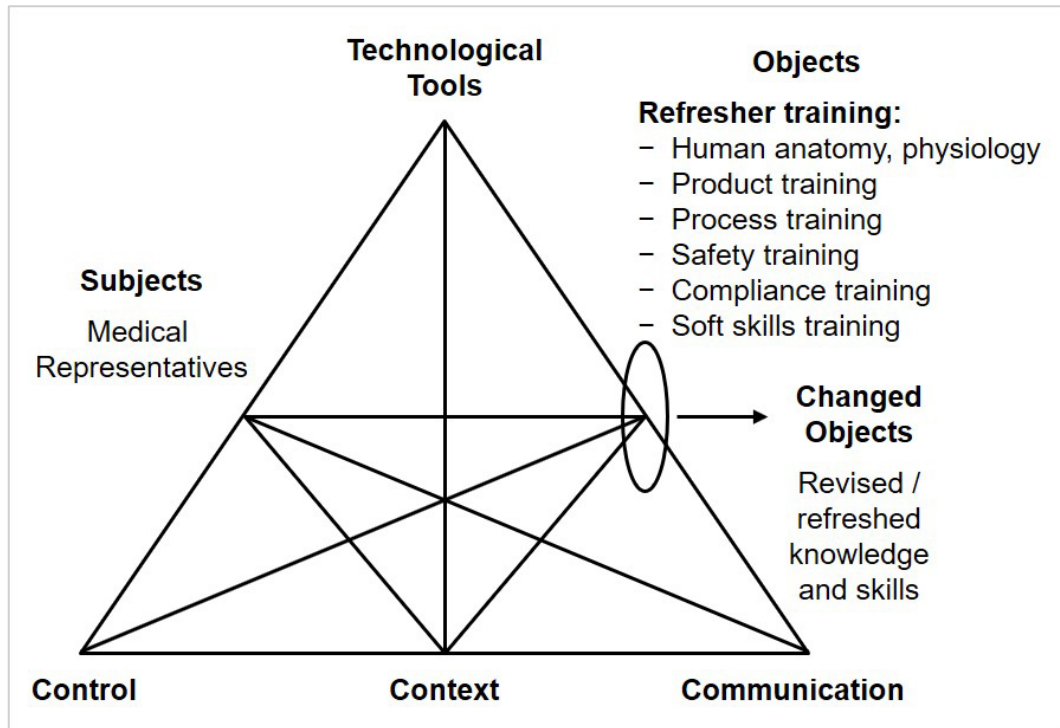 Technological
Tools
Objects
Refresher training:
− Human anatomy, physiology
− Product training
− Process training
− Safety training
− Compliance training
− Soft skills training
Subjects
Medical
Representatives
Changed
Objects
Revised /
refreshed
knowledge
and skills
Control
Context
Communication